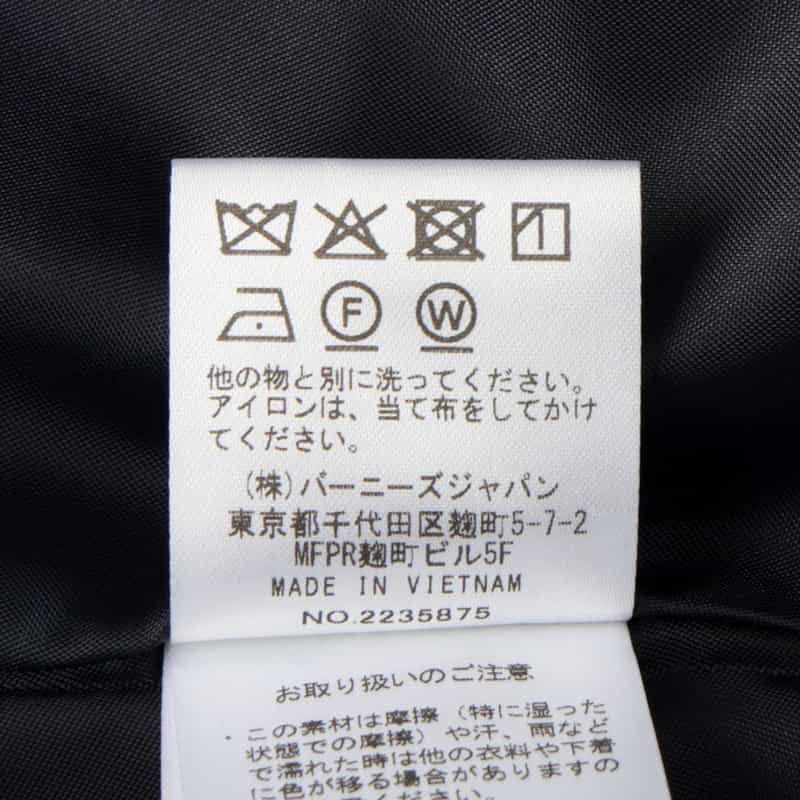 F W
他の物と別に洗ってください。
アイロンは、当て布をしてかけ
てください。
(株)バーニーズジャパン
東京都千代田区麹町5-7-2
MFPR麹町ビル5F
MADE IN VIETNAM
NO.2235875
お取り扱いのご注意
・この素材は摩擦(特に湿った
状態での摩擦)や汗、雨など
で濡れた時は他の衣料や下着
に色が移る場合がありますの